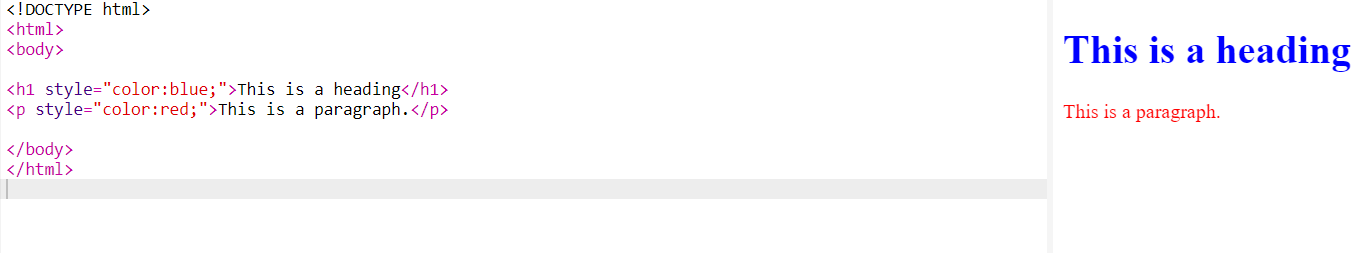 <!DOCTYPE html>
<html>
<body>
<h1 style="color:blue;">This is a heading</h1>
<p style="color:red;">This is a paragraph.</p>
</body>
</html>
This is a heading
This is a paragraph.